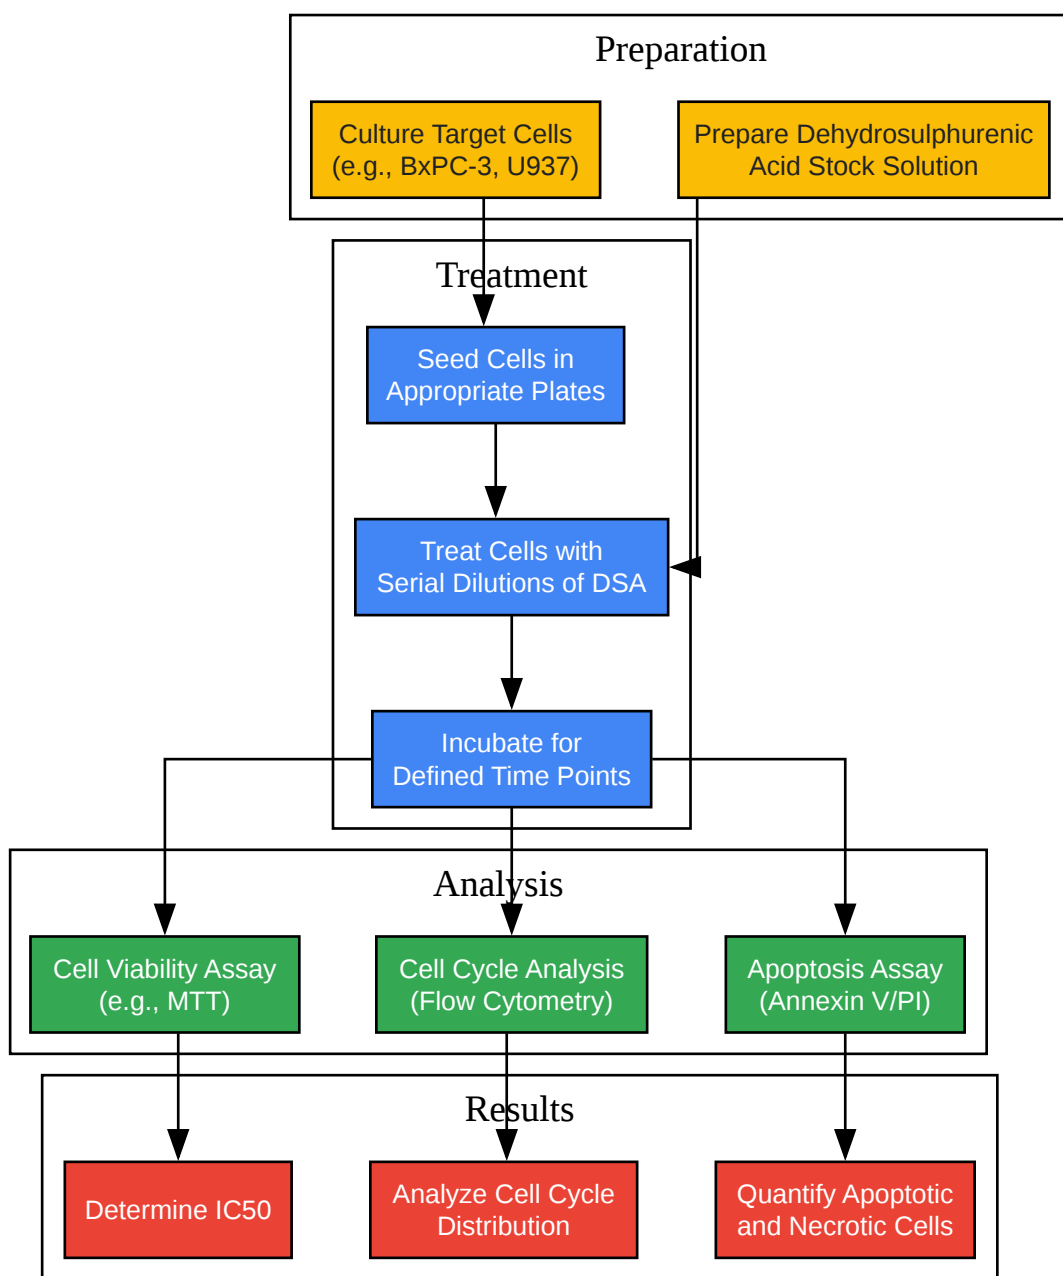 Preparation
Culture Target Cells
(e.g., BxPC-3, U937)
Prepare Dehydrosulphurenic
Acid Stock Solution
Treatment
Seed Cells in
Appropriate Plates
Treat Cells with
Serial Dilutions of DSA
Incubate for
Defined Time Points
Analysis
Cell Viability Assay
(e.g., MTT)
Cell Cycle Analysis
(Flow Cytometry)
Apoptosis Assay
(Annexin V/PI)
Results
Determine IC50
Analyze Cell Cycle
Distribution
Quantify Apoptotic
and Necrotic Cells